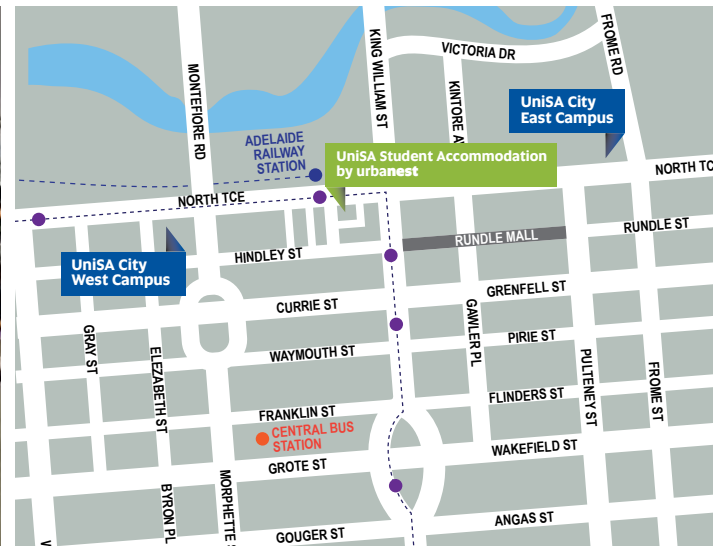 FROME RD
KING WILLIAM ST
VICTORIA DR
MONTEFIORE RD
KINTORE AV
UniSA City
East Campus
ADELAIDE
RAILWAY
STATION
UniSA Student Accommodation
by urbanest
NORTH TCE
NORTH TC
RUNDLE ST
RUNDLE MALL
HINDLEY ST
UniSA City
West Campus
GRENFELL ST
CURRIE ST
GAWLER PL
GRAY ST
ELEZABETH ST
PIRIE ST
WAYMOUTH ST
PULTENEY ST
FROME ST
FLINDERS ST
FRANKLIN ST
CENTRAL BUS
STATION
WAKEFIELD ST
GROTE ST
MORPHETTE S
BYRON PL
ANGAS ST
GOUGER ST